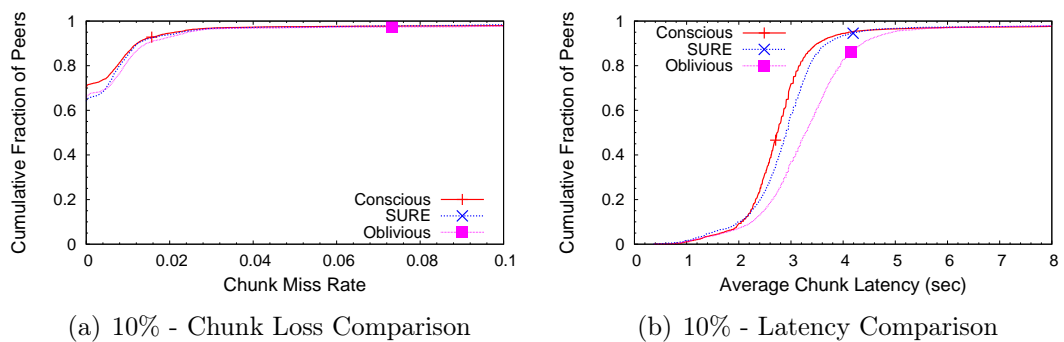 Cumulative Fraction of Peers
1
0.8
0.6
0.4
0.2
0
0
0.02
0.04
0.06
0.08
0.1
Conscious
SURE
Oblivious
Chunk Miss Rate
(a) 10% - Chunk Loss Comparison
Cumulative Fraction of Peers
1
0.8
0.6
0.4
0.2
0
Conscious
SURE
Oblivious
0
1
2
3
4
5
6
7
8
Average Chunk Latency (sec)
(b) 10% - Latency Comparison